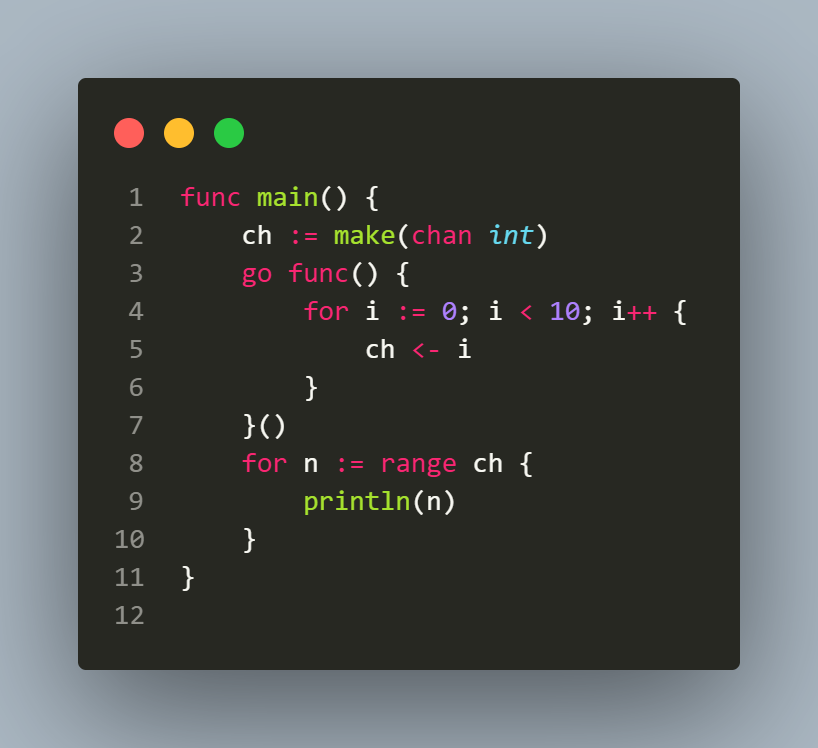 1 func main() {
2     ch := make(chan int)
3     go func() {
4         for i := 0; i < 10; i++ {
5             ch <- i
6         }
7     }()
8     for n := range ch {
9         println(n)
10     }
11 }
12